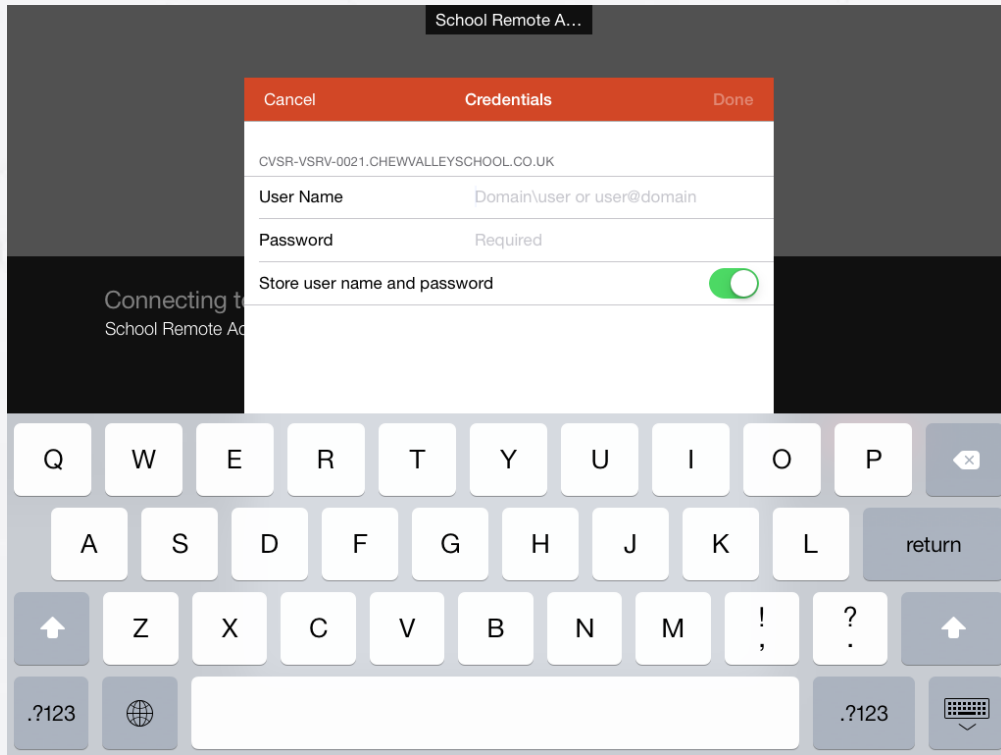 School Remote A...
Cancel Credentials Done
CVSR-VSRV-0021.CHEWVALLEYSCHOOL.CO.UK
User Name Domain\user or user@domain
Password Required
Store user name and password
Connecting t
School Remote Ac
Q W E R T Y U I O P
A S D F G H J K L return
Z X C V B N M ! , ? .
.?123 .?123